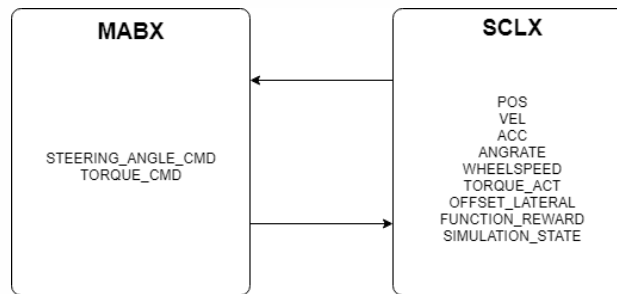 MABX
STEERING_ANGLE_CMD
TORQUE_CMD
SCLX
POS
VEL
ACC
ANGRATE
WHEELSPEED
TORQUE_ACT
OFFSET_LATERAL
FUNCTION_REWARD
SIMULATION_STATE